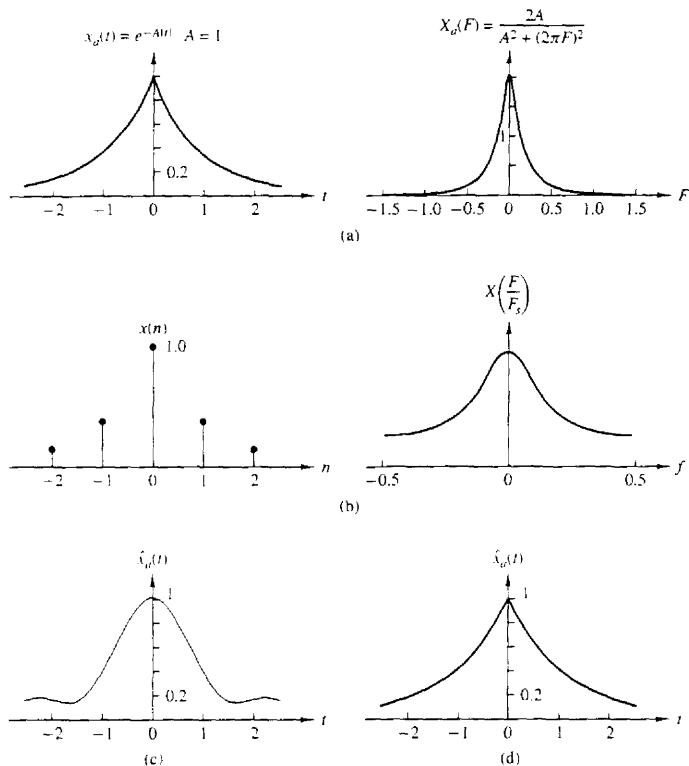 x_a(t) = e^{-A|t|} A = 1
X_a(F) = \frac{2A}{A^2 + (2πF)^2}
0.2
−2 −1 0 1 2 t
1
−1.5 −1.0 −0.5 0 0.5 1.0 1.5 F
(a)
x(n)
1.0
−2 −1 0 1 2 n
X(\frac{F}{F_s})
−0.5 0 0.5 f
(b)
x̂_a(t)
1
0.2
−2 −1 0 1 2 t
(c)
x̂_a(t)
1
0.2
−2 −1 0 1 2 t
(d)